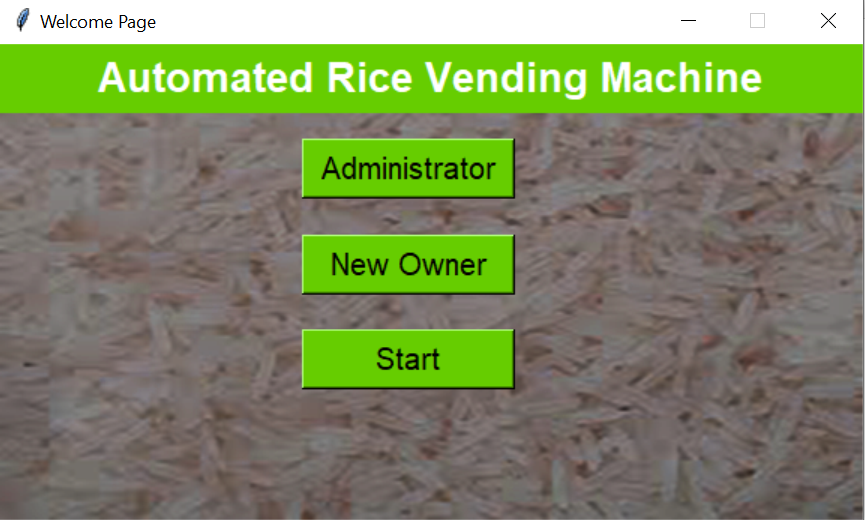 Welcome Page
Automated Rice Vending Machine
Administrator
New Owner
Start